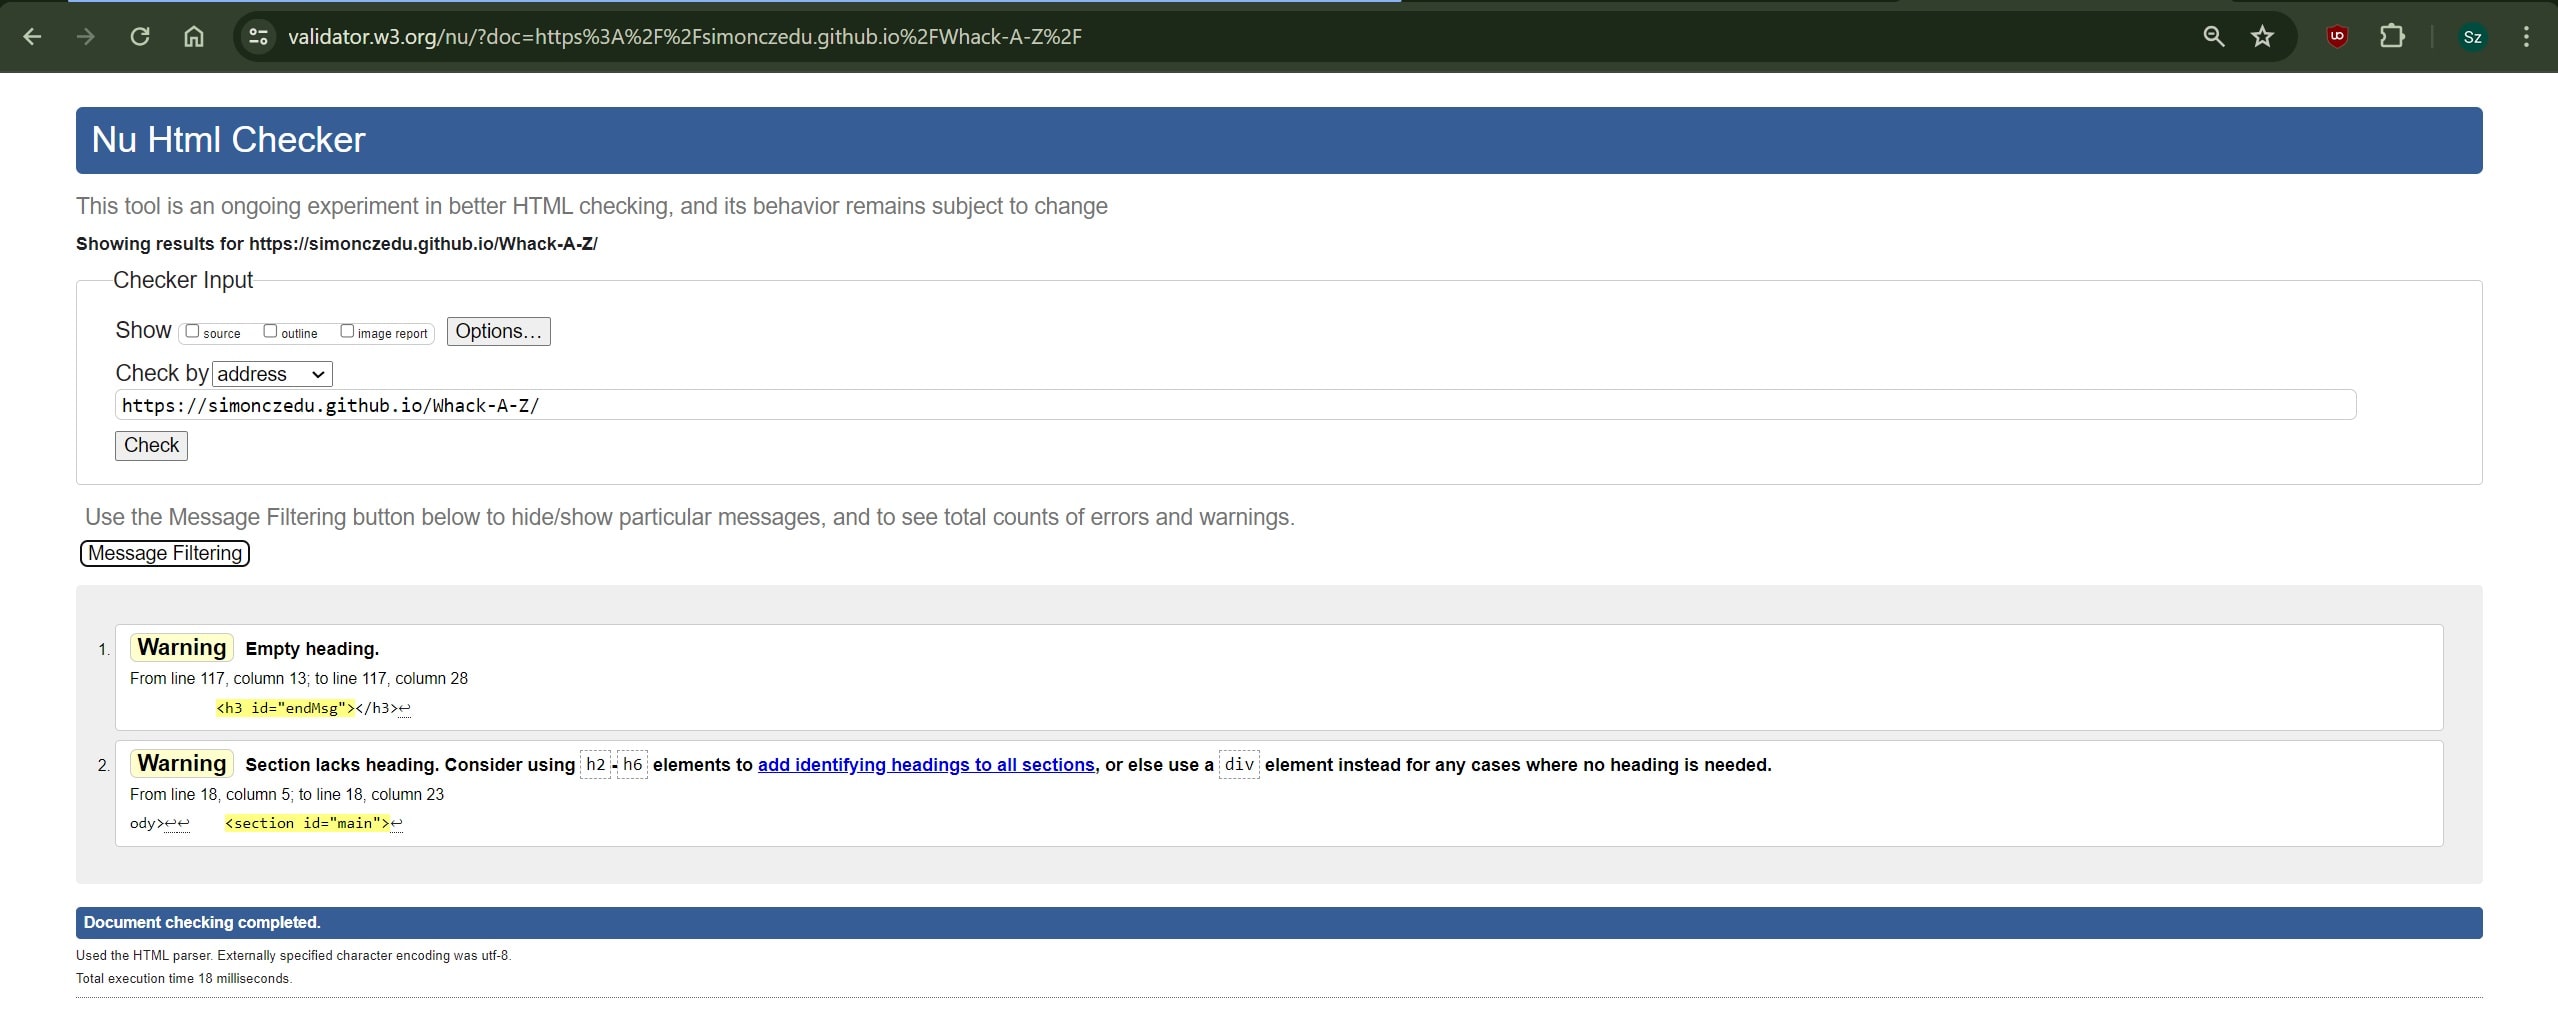 validator.w3.org/nu/?doc=https%3A%2F%2Fsimonczedu.github.io%2FWhack-A-Z%2F
Sz
Nu Html Checker
This tool is an ongoing experiment in better HTML checking, and its behavior remains subject to change
Showing results for https://simonczedu.github.io/Whack-A-Z/
Checker Input
Show source outline image report Options...
Check by address
https://simonczedu.github.io/Whack-A-Z/
Check
Use the Message Filtering button below to hide/show particular messages, and to see total counts of errors and warnings.
Message Filtering
1. Warning Empty heading.
From line 117, column 13; to line 117, column 28
<h3 id="endMsg"></h3>↩
2. Warning Section lacks heading. Consider using h2-h6 elements to add identifying headings to all sections, or else use a div element instead for any cases where no heading is needed.
From line 18, column 5; to line 18, column 23
ody>↩↩ <section id="main">↩
Document checking completed.
Used the HTML parser. Externally specified character encoding was utf-8.
Total execution time 18 milliseconds.